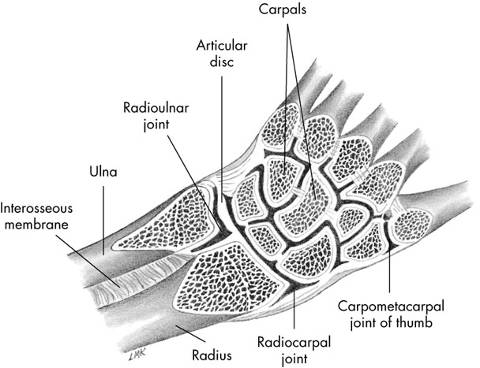 Carpals
Articular
disc
Radioulnar
joint
Ulna
Interosseous
membrane
Carpometacarpal
joint of thumb
Radiocarpal
joint
Radius
LMK